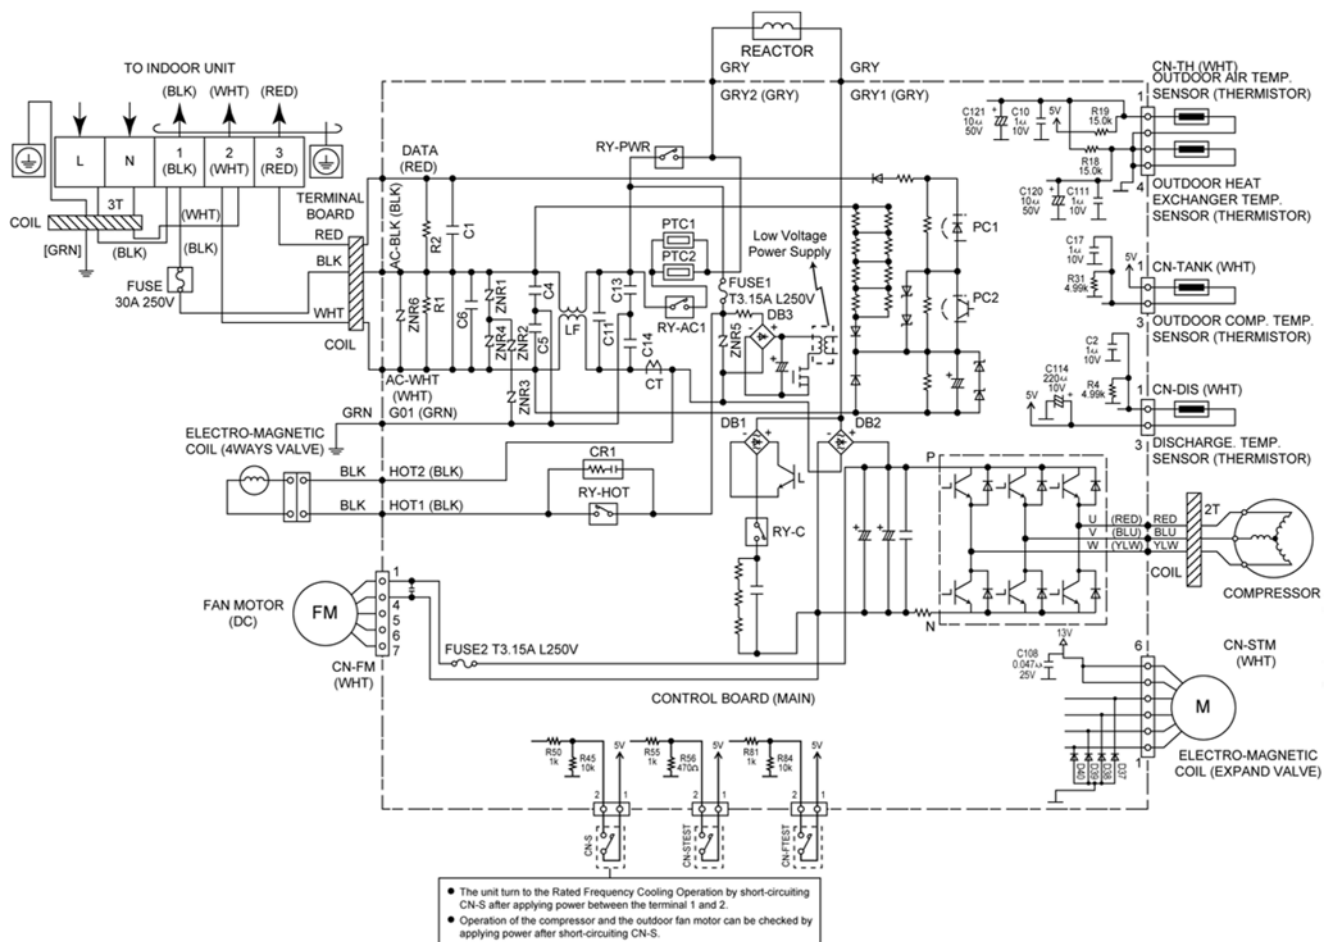 REACTOR
GRY
GRY
GRY2 (GRY)
GRY1 (GRY)
TO INDOOR UNIT
(BLK)
(WHT)
(RED)
L
N
1
(BLK)
2
(WHT)
3
(RED)
3T
COIL
(WHT)
(BLK)
(BLK)
[GRN]
FUSE
30A 250V
TERMINAL
BOARD
RED
BLK
WHT
COIL
DATA
(RED)
AC-BLK (BLK)
AC-WHT
(WHT)
GRN
G01 (GRN)
R2
C1
ZNR6
R1
C6
ZNR1
ZNR4
ZNR2
ZNR3
C4
C5
LF
C11
C13
C14
CT
RY-PWR
PTC1
PTC2
RY-AC1
FUSE1
T3.15A L250V
ZNR5
DB3
Low Voltage
Power Supply
PC1
PC2
DB1
DB2
RY-C
ELECTRO-MAGNETIC
COIL (4WAYS VALVE)
BLK
HOT2 (BLK)
BLK
HOT1 (BLK)
CR1
RY-HOT
FAN MOTOR
(DC)
FM
1
4
5
6
7
CN-FM
(WHT)
FUSE2 T3.15A L250V
CONTROL BOARD (MAIN)
P
N
U
(RED)
RED
V
(BLU)
BLU
W
(YLW)
YLW
2T
COIL
COMPRESSOR
CN-TH (WHT)
OUTDOOR AIR TEMP.
SENSOR (THERMISTOR)
1
C121
10µ
50V
C10
1µ
10V
5V
R19
15.0k
R18
15.0k
C120
10µ
50V
C111
1µ
10V
4
OUTDOOR HEAT
EXCHANGER TEMP.
SENSOR (THERMISTOR)
C17
1µ
10V
R31
4.99k
5V
1
CN-TANK (WHT)
3
OUTDOOR COMP. TEMP.
SENSOR (THERMISTOR)
C2
1µ
10V
C114
220µ
10V
R4
4.99k
5V
1
CN-DIS (WHT)
3
DISCHARGE. TEMP.
SENSOR (THERMISTOR)
13V
C108
0.047µ
25V
6
CN-STM
(WHT)
M
1
ELECTRO-MAGNETIC
COIL (EXPAND VALVE)
D40
D39
D38
D37
R50
1k
R45
10k
5V
R55
1k
R56
470Ω
5V
R81
1k
R84
10k
5V
2
1
2
1
2
1
CN-S
CN-STEST
CN-FTEST
● The unit turn to the Rated Frequency Cooling Operation by short-circuiting
CN-S after applying power between the terminal 1 and 2.
● Operation of the compressor and the outdoor fan motor can be checked by
applying power after short-circuiting CN-S.